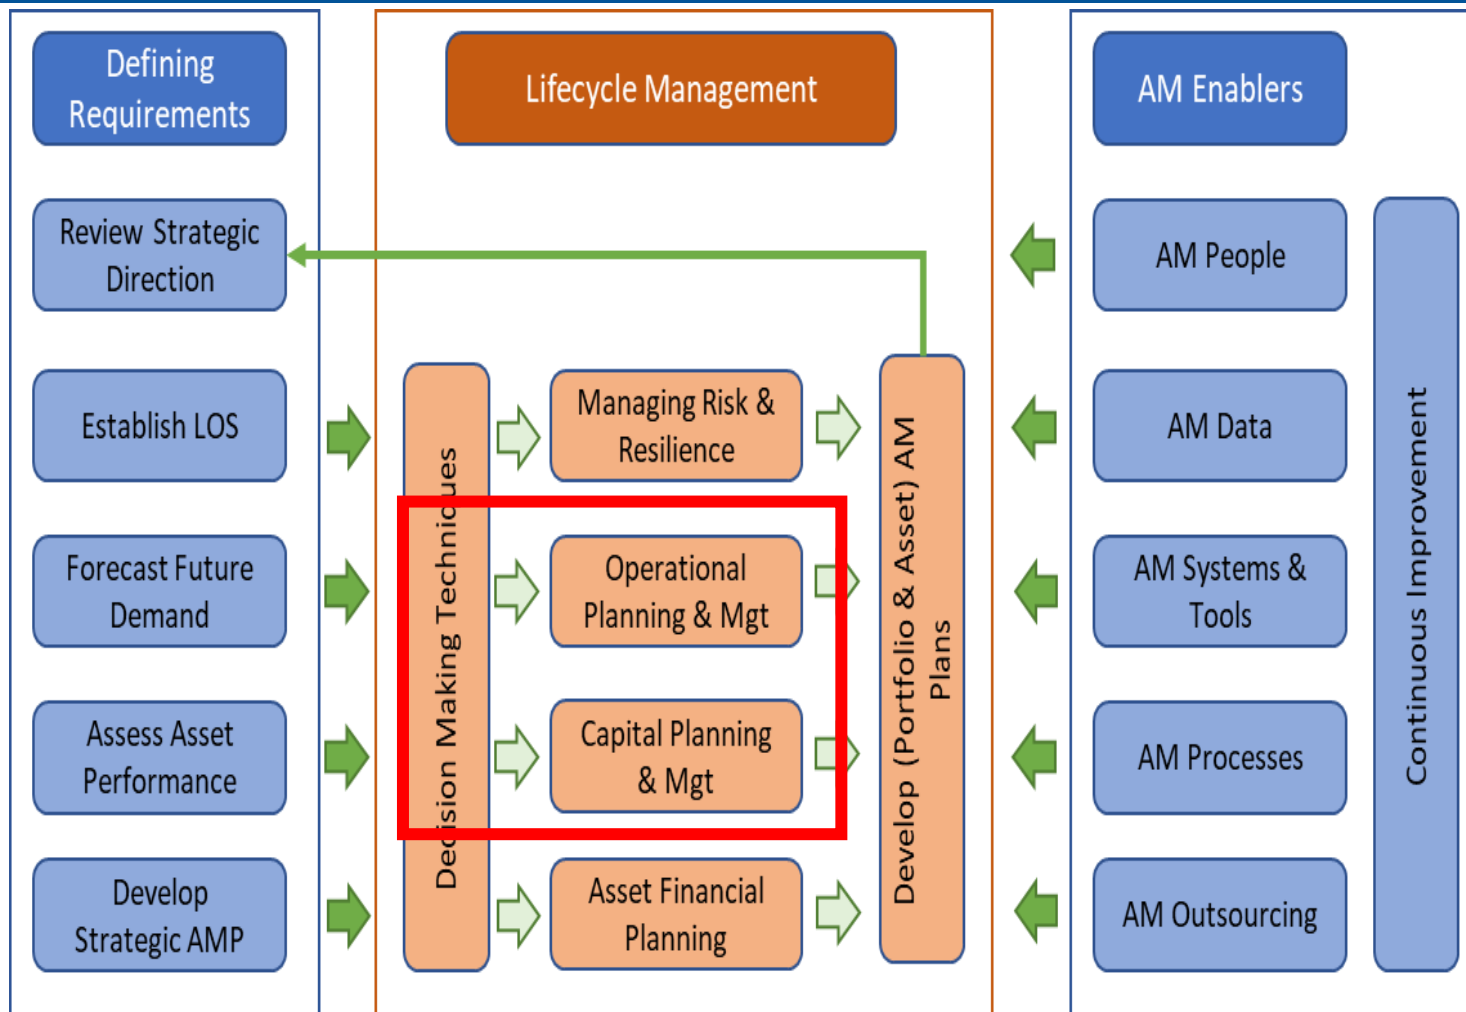 Defining
Requirements
Review Strategic
Direction
Establish LOS
Forecast Future
Demand
Assess Asset
Performance
Develop
Strategic AMP
Lifecycle Management
Decision Making Techniques
Managing Risk &
Resilience
Operational
Planning & Mgt
Capital Planning
& Mgt
Asset Financial
Planning
Develop (Portfolio & Asset) AM
Plans
AM Enablers
AM People
AM Data
AM Systems &
Tools
AM Processes
AM Outsourcing
Continuous Improvement